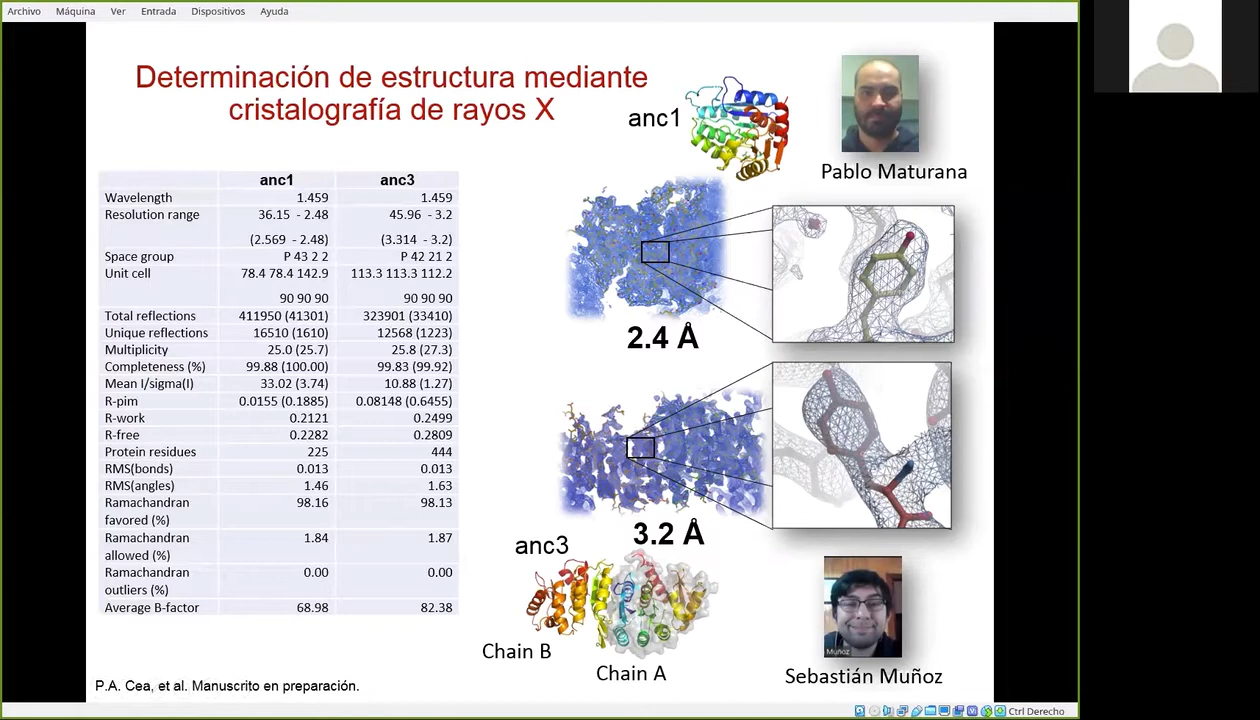 Archivo Máquina Ver Entrada Dispositivos Ayuda
Determinación de estructura mediante
cristalografía de rayos X
anc1
Pablo Maturana
anc1 anc3
Wavelength 1.459 1.459
Resolution range 36.15 - 2.48 45.96 - 3.2
(2.569 - 2.48) (3.314 - 3.2)
Space group P 43 2 2 P 42 21 2
Unit cell 78.4 78.4 142.9 113.3 113.3 112.2
90 90 90 90 90 90
Total reflections 411950 (41301) 323901 (33410)
Unique reflections 16510 (1610) 12568 (1223)
Multiplicity 25.0 (25.7) 25.8 (27.3)
Completeness (%) 99.88 (100.00) 99.83 (99.92)
Mean I/sigma(I) 33.02 (3.74) 10.88 (1.27)
R-pim 0.0155 (0.1885) 0.08148 (0.6455)
R-work 0.2121 0.2499
R-free 0.2282 0.2809
Protein residues 225 444
RMS(bonds) 0.013 0.013
RMS(angles) 1.46 1.63
Ramachandran 98.16 98.13
favored (%)
Ramachandran 1.84 1.87
allowed (%)
Ramachandran 0.00 0.00
outliers (%)
Average B-factor 68.98 82.38
2.4 Å
3.2 Å
anc3
Chain B
Chain A
Muñoz
Sebastián Muñoz
P.A. Cea, et al. Manuscrito en preparación.
Ctrl Derecho